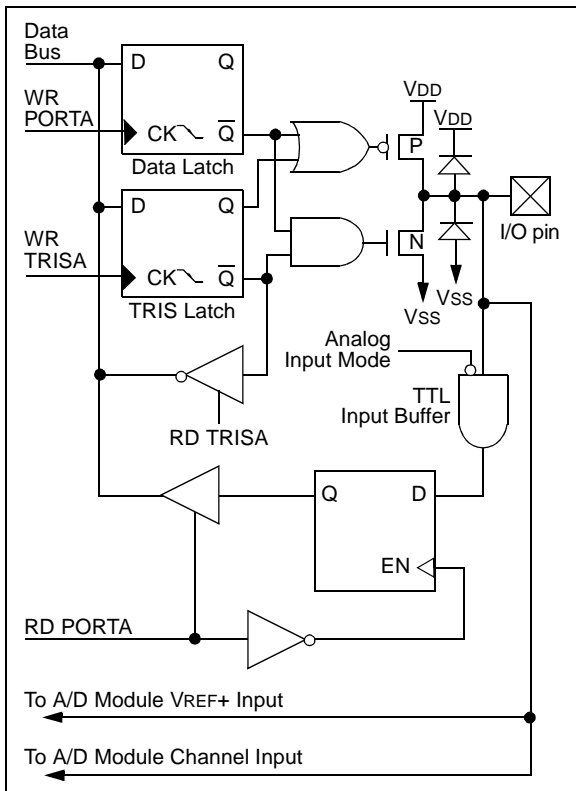 Data
Bus
D Q
VDD
WR
PORTA
CK Q
P
VDD
Data Latch
D Q
I/O pin
WR
TRISA
CK Q
N
VSS
TRIS Latch
VSS
Analog
Input Mode
TTL
Input Buffer
RD TRISA
Q D
EN
RD PORTA
To A/D Module VREF+ Input
To A/D Module Channel Input